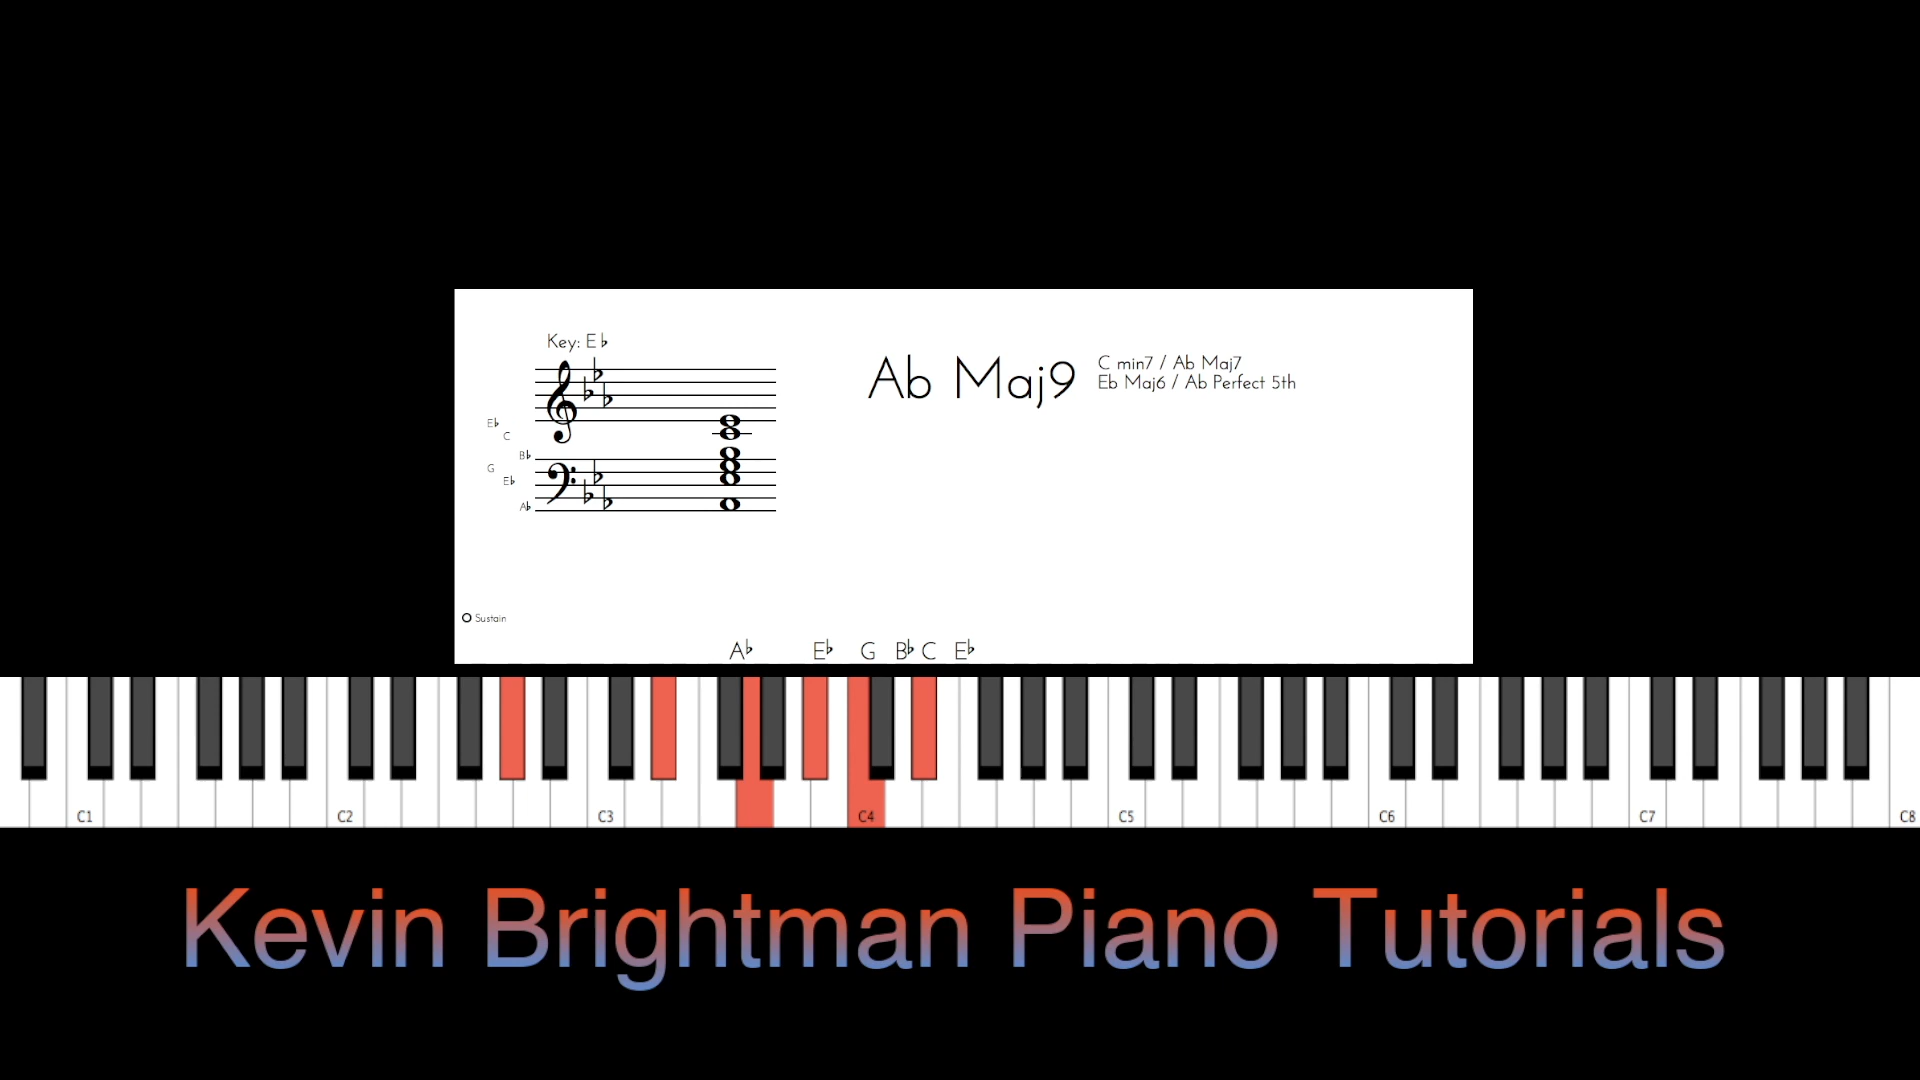 Key: E♭
Ab Maj9
C min7 / Ab Maj7
Eb Maj6 / Ab Perfect 5th
E♭
C
B♭
G
E♭
A♭
Sustain
A♭ E♭ G B♭ C E♭
C1 C2 C3 C4 C5 C6 C7 C8
Kevin Brightman Piano Tutorials